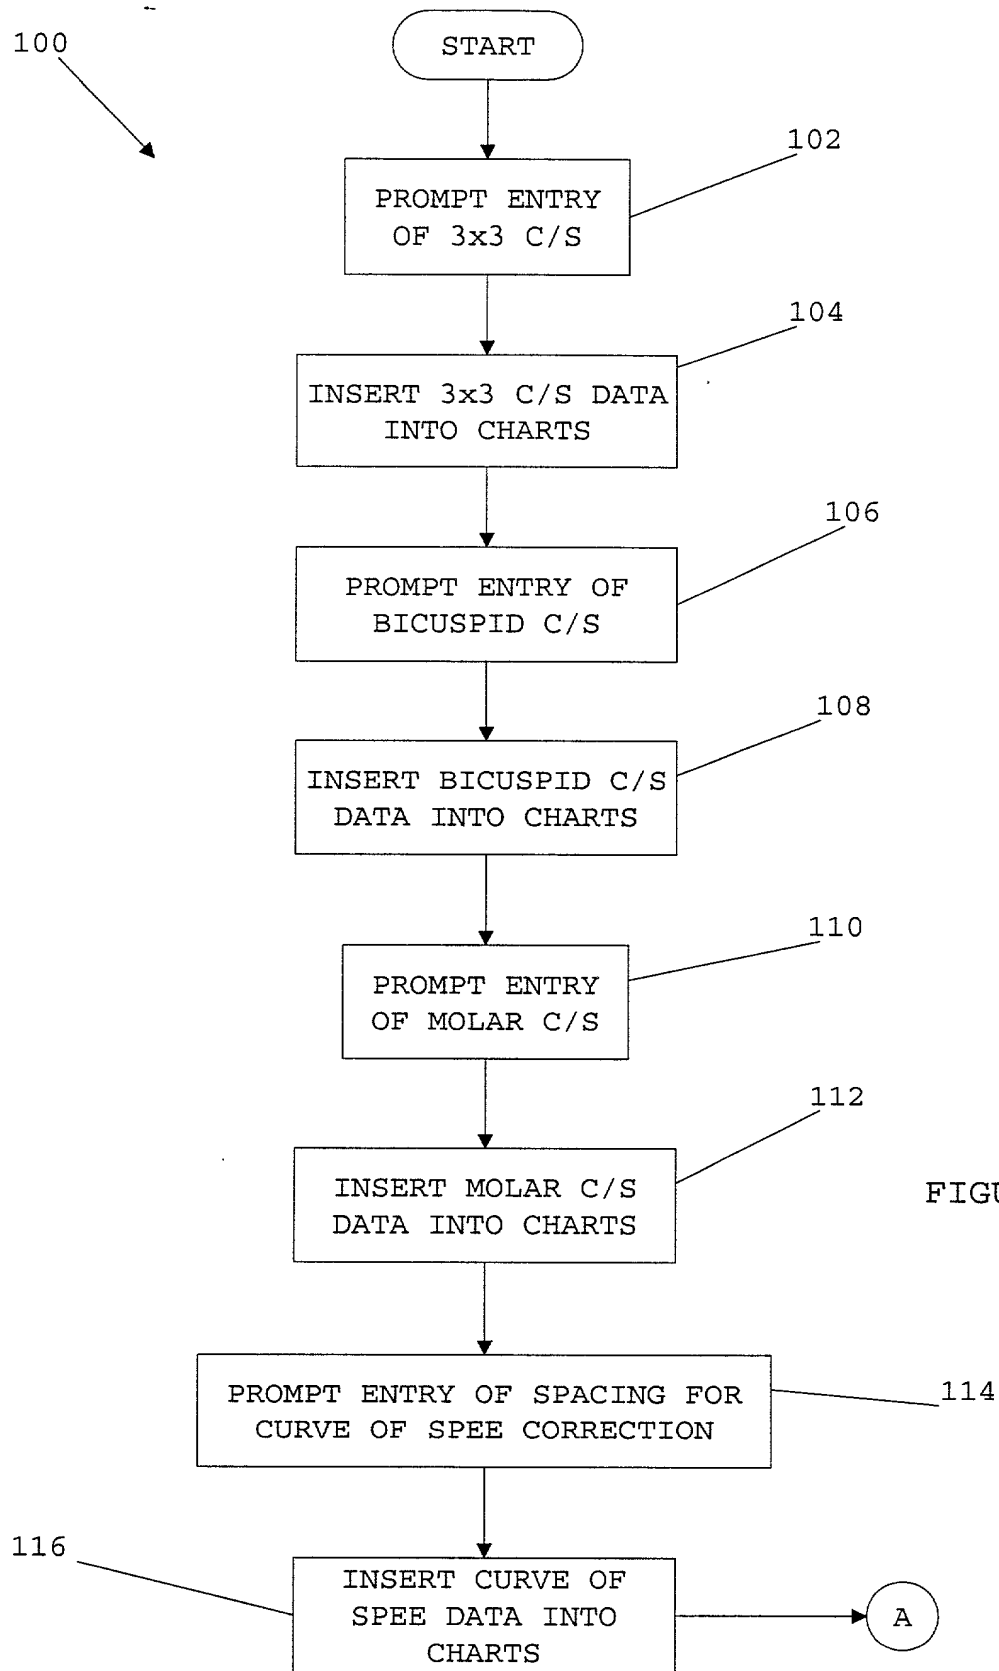 100
START
102
PROMPT ENTRY
OF 3x3 C/S
104
INSERT 3x3 C/S DATA
INTO CHARTS
106
PROMPT ENTRY OF
BICUSPID C/S
108
INSERT BICUSPID C/S
DATA INTO CHARTS
110
PROMPT ENTRY
OF MOLAR C/S
112
INSERT MOLAR C/S
DATA INTO CHARTS
FIGU
PROMPT ENTRY OF SPACING FOR
CURVE OF SPEE CORRECTION
114
116
INSERT CURVE OF
SPEE DATA INTO
CHARTS
A